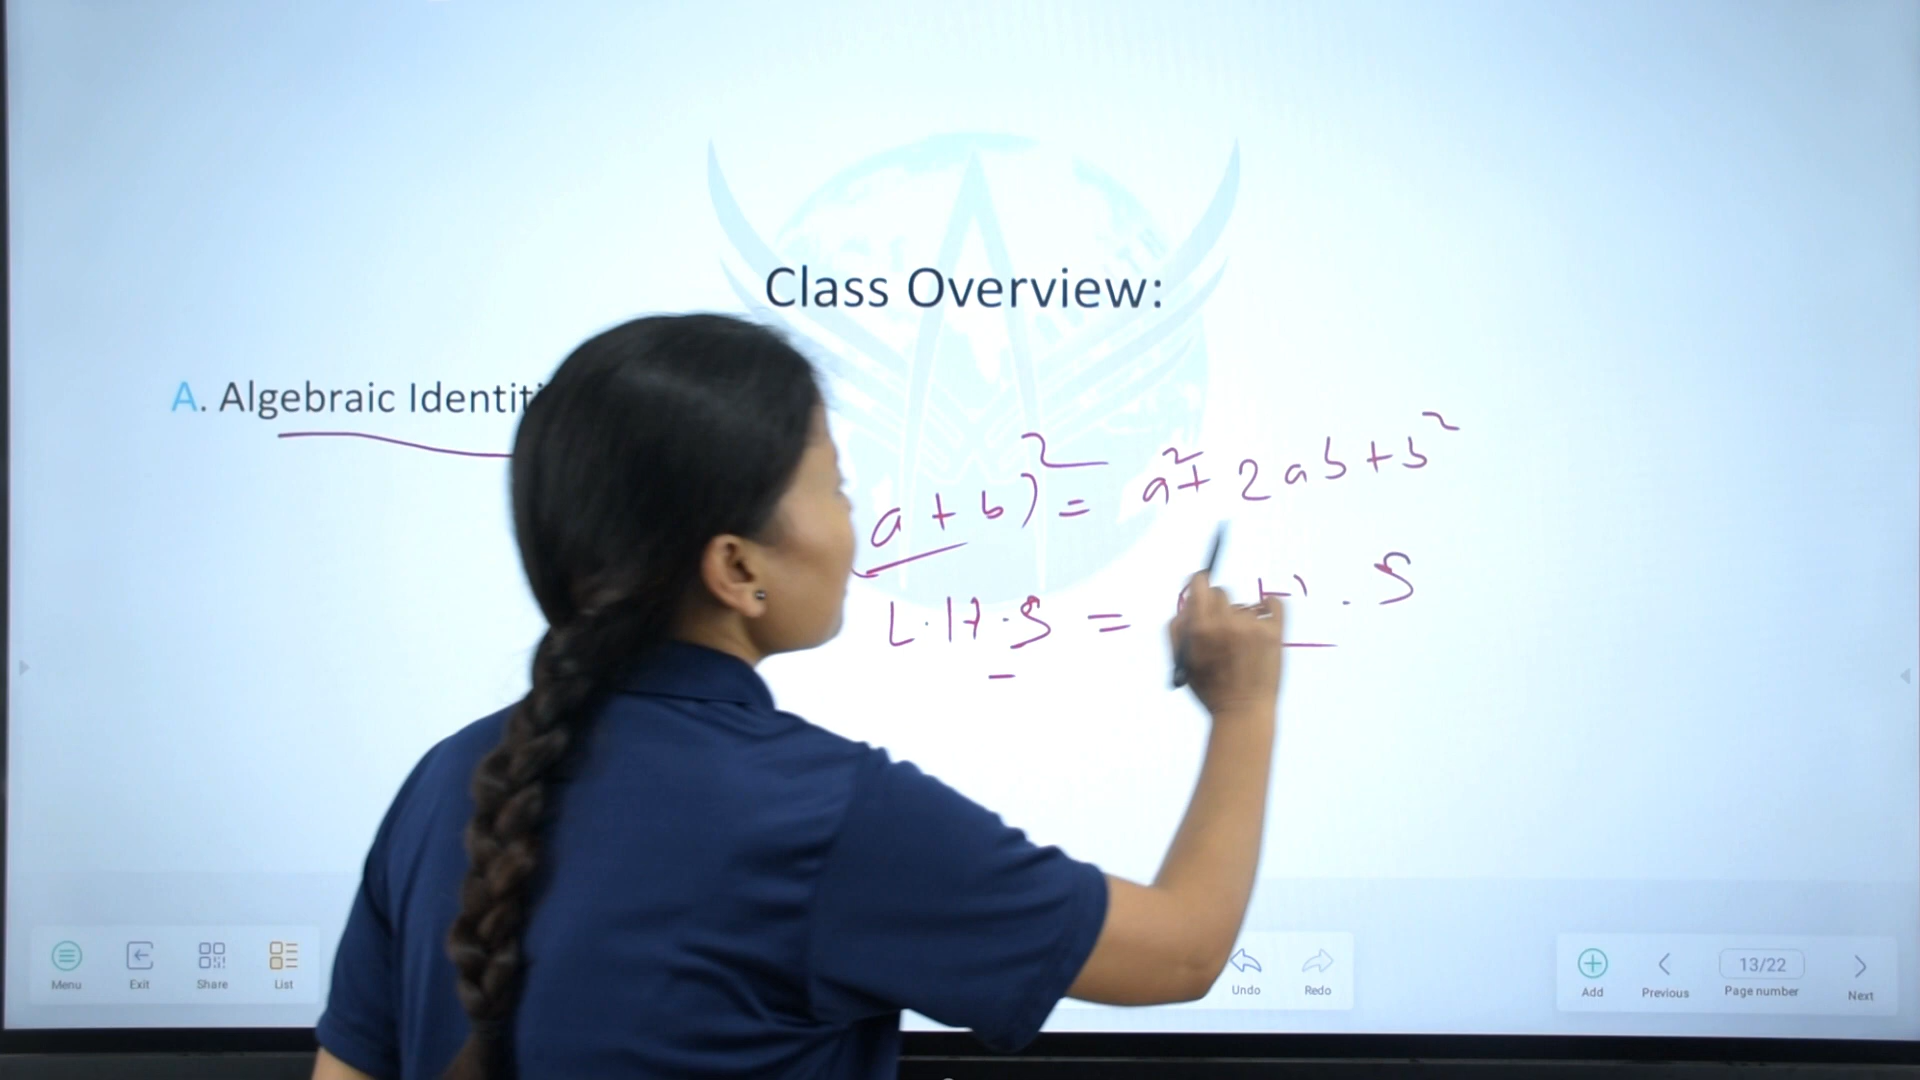 Class Overview:
A. Algebraic Identiti
a + b)² = a² + 2ab + b²
L.H.S = . S
Menu
Exit
Share
List
Undo
Redo
Add
Previous
13/22
Page number
Next